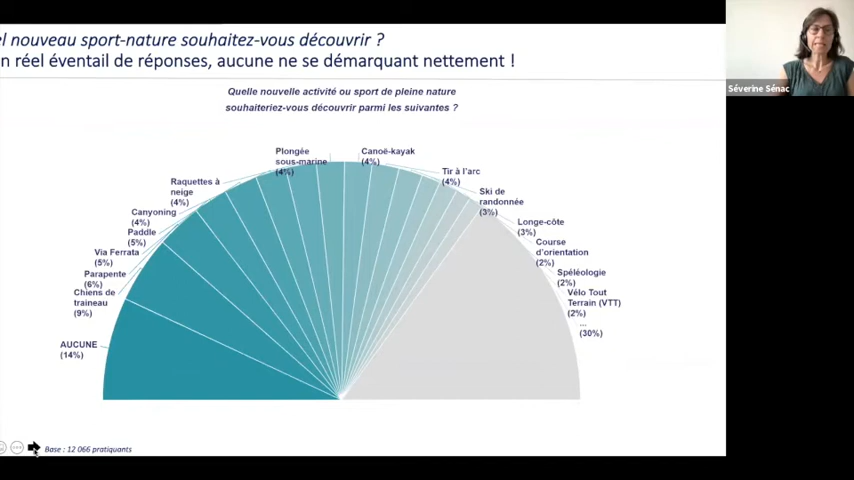 el nouveau sport-nature souhaitez-vous découvrir ?
n réel éventail de réponses, aucune ne se démarquant nettement !
Séverine Sénac
Quelle nouvelle activité ou sport de pleine nature
souhaiteriez-vous découvrir parmi les suivantes ?
AUCUNE
(14%)
Chiens de
traineau
(9%)
Parapente
(6%)
Via Ferrata
(5%)
Paddle
(5%)
Canyoning
(4%)
Raquettes à
neige
(4%)
Plongée
sous-marine
(4%)
Canoë-kayak
(4%)
Tir à l'arc
(4%)
Ski de
randonnée
(3%)
Longe-côte
(3%)
Course
d'orientation
(2%)
Spéléologie
(2%)
Vélo Tout
Terrain (VTT)
(2%)
...
(30%)
Base : 12 066 pratiquants